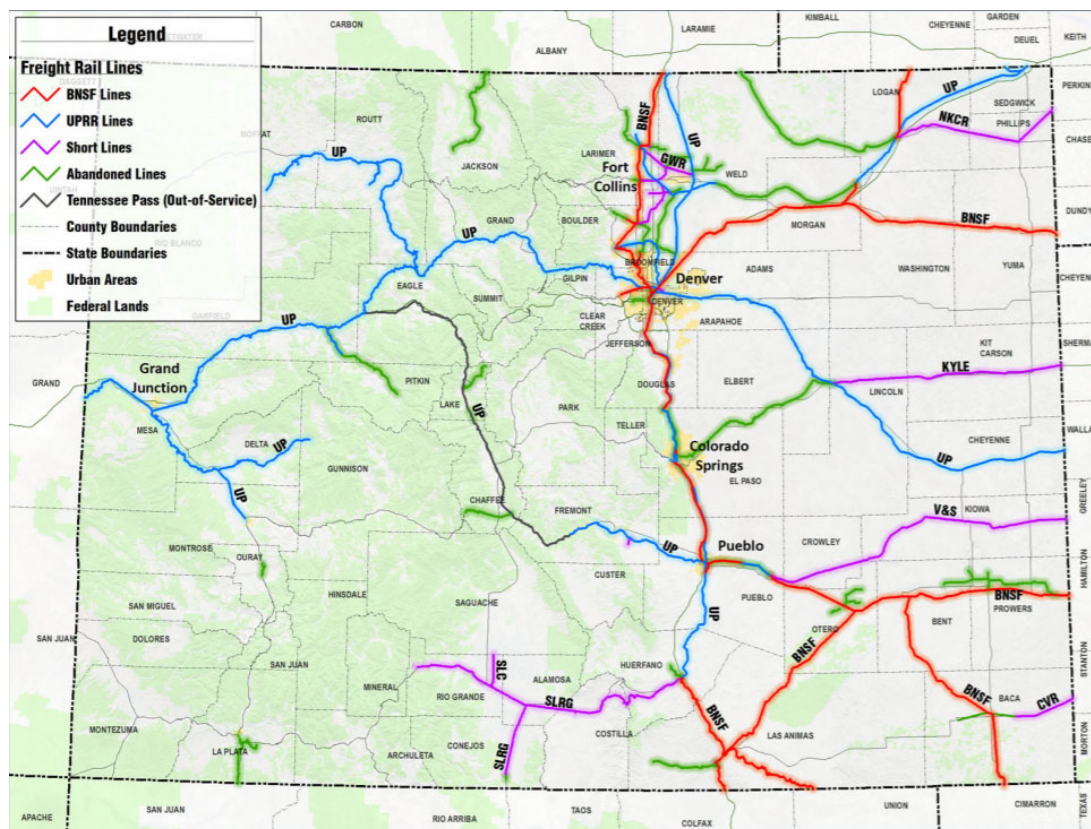 Legend
Freight Rail Lines
BNSF Lines
UPRR Lines
Short Lines
Abandoned Lines
Tennessee Pass (Out-of-Service)
County Boundaries
State Boundaries
Urban Areas
Federal Lands
CARBON
LARAMIE
KIMBALL
GARDEN
CHEYENNE
DEUEL
KEITH
ALBANY
PERKINS
LOGAN
UP
SEDGWICK
PHILLIPS
NKCR
CHASE
ROUTT
MOFFAT
JACKSON
LARIMER
BNSF
UP
GWR
WELD
Fort
Collins
UP
DUNDY
BOULDER
GRAND
MORGAN
BNSF
RIO BLANCO
UP
BROOMFIELD
ADAMS
WASHINGTON
YUMA
CHEYENNE
EAGLE
GILPIN
Denver
DENVER
SUMMIT
CLEAR
CREEK
ARAPAHOE
GARFIELD
UP
JEFFERSON
KIT
CARSON
SHERMAN
Grand
Junction
GRAND
PITKIN
DOUGLAS
ELBERT
KYLE
LINCOLN
LAKE
UP
PARK
TELLER
MESA
DELTA
UP
Colorado
Springs
CHEYENNE
WALLA
GUNNISON
UP
EL PASO
UP
GREELEY
CHAFFEE
FREMONT
V&S
KIOWA
MONTROSE
OURAY
UP
Pueblo
CROWLEY
HAMILTON
CUSTER
HINSDALE
SAGUACHE
PUEBLO
BNSF
PROWERS
SAN MIGUEL
UP
BENT
OTERO
SAN JUAN
DOLORES
SAN JUAN
BNSF
STANTON
HUERFANO
MINERAL
SLC
ALAMOSA
RIO GRANDE
SLRG
BNSF
BACA
CVR
MONTEZUMA
LA PLATA
ARCHULETA
CONEJOS
SLRG
COSTILLA
BNSF
LAS ANIMAS
MORTON
SAN JUAN
APACHE
RIO ARRIBA
TAOS
COLFAX
UNION
CIMARRON
TEXAS